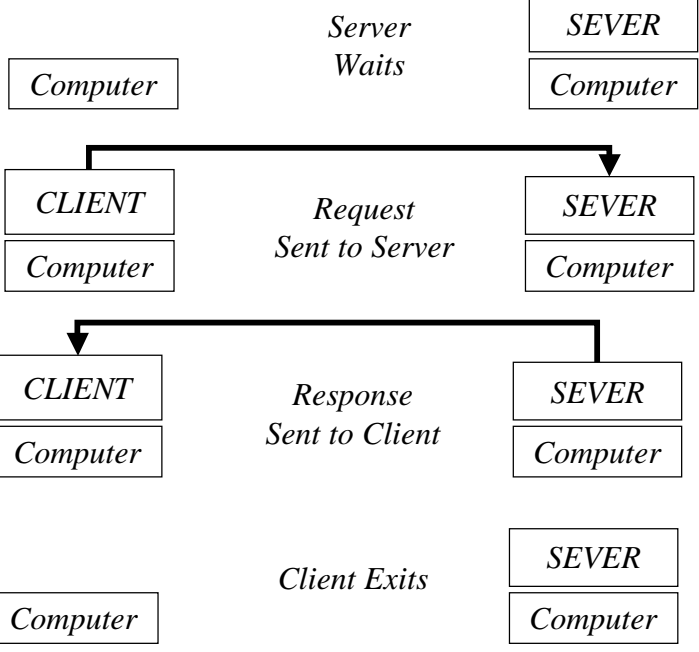 Server
Waits
SEVER
Computer
Computer
CLIENT
Computer
Request
Sent to Server
SEVER
Computer
CLIENT
Computer
Response
Sent to Client
SEVER
Computer
Client Exits
SEVER
Computer
Computer